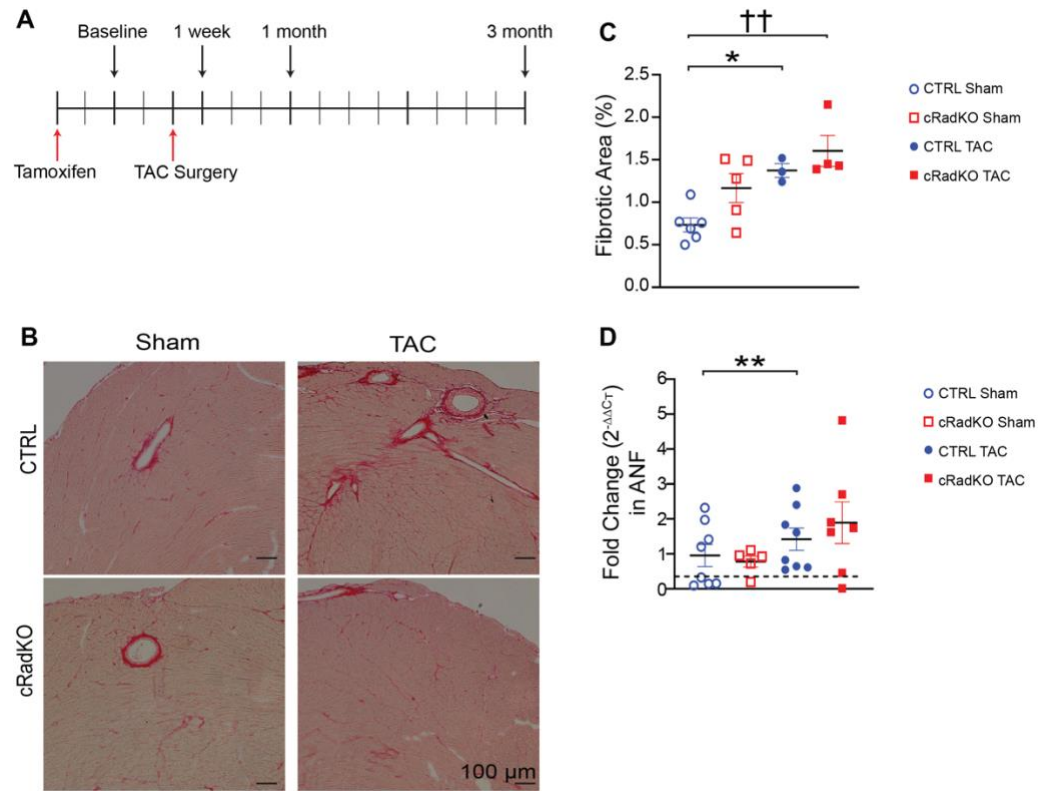 A
Baseline 1 week 1 month 3 month
Tamoxifen TAC Surgery
B
Sham TAC
CTRL
cRadKO
100 µm
C
††
*
Fibrotic Area (%)
2.5
2.0
1.5
1.0
0.5
0.0
CTRL Sham
cRadKO Sham
CTRL TAC
cRadKO TAC
D
**
Fold Change (2-ΔΔCT)
in ANF
6
5
4
3
2
1
0
CTRL Sham
cRadKO Sham
CTRL TAC
cRadKO TAC